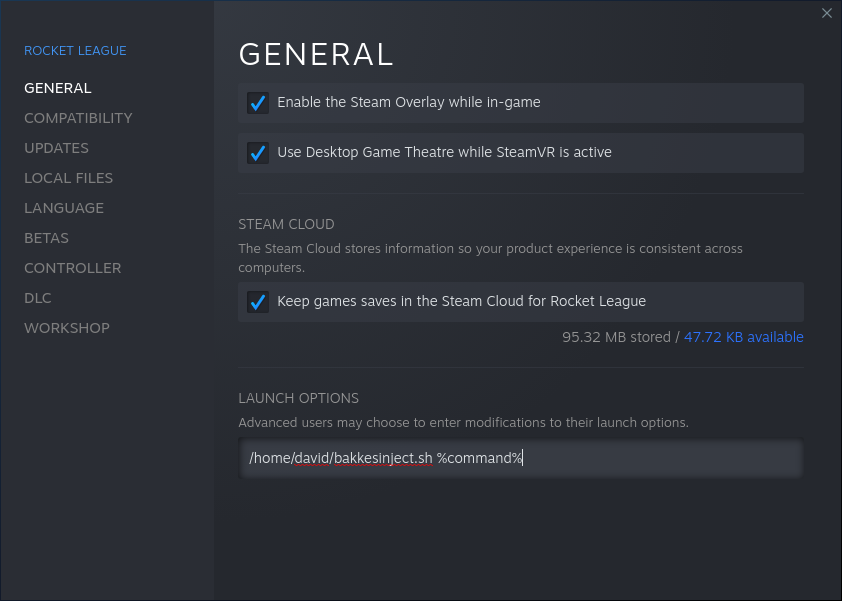 ROCKET LEAGUE
GENERAL
COMPATIBILITY
UPDATES
LOCAL FILES
LANGUAGE
BETAS
CONTROLLER
DLC
WORKSHOP
GENERAL
Enable the Steam Overlay while in-game
Use Desktop Game Theatre while SteamVR is active
STEAM CLOUD
The Steam Cloud stores information so your product experience is consistent across
computers.
Keep games saves in the Steam Cloud for Rocket League
95.32 MB stored / 47.72 KB available
LAUNCH OPTIONS
Advanced users may choose to enter modifications to their launch options.
/home/david/bakkesinject.sh %command%